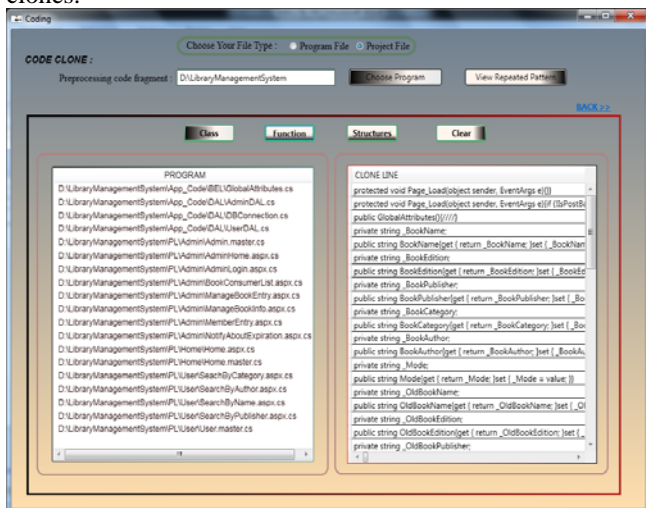 clones.
Coding
Choose Your File Type : Program File Project File
CODE CLONE :
Preprocessing code fragment : D:\LibraryManagementSystem Choose Program View Repeated Pattern
BACK >>
Class Function Structures Clear
PROGRAM
D:\LibraryManagementSystem\App_Code\BEL\GlobalAttributes.cs
D:\LibraryManagementSystem\App_Code\DAL\AdminDAL.cs
D:\LibraryManagementSystem\App_Code\DAL\DBConnection.cs
D:\LibraryManagementSystem\App_Code\DAL\UserDAL.cs
D:\LibraryManagementSystem\PL\Admin\Admin.master.cs
D:\LibraryManagementSystem\PL\Admin\AdminHome.aspx.cs
D:\LibraryManagementSystem\PL\Admin\AdminLogin.aspx.cs
D:\LibraryManagementSystem\PL\Admin\BookConsumerList.aspx.cs
D:\LibraryManagementSystem\PL\Admin\ManageBookEntry.aspx.cs
D:\LibraryManagementSystem\PL\Admin\ManageBookInfo.aspx.cs
D:\LibraryManagementSystem\PL\Admin\MemberEntry.aspx.cs
D:\LibraryManagementSystem\PL\Admin\NotifyAboutExpiration.aspx.cs
D:\LibraryManagementSystem\PL\Home\Home.aspx.cs
D:\LibraryManagementSystem\PL\Home\Home.master.cs
D:\LibraryManagementSystem\PL\User\SeachByCategory.aspx.cs
D:\LibraryManagementSystem\PL\User\SearchByAuthor.aspx.cs
D:\LibraryManagementSystem\PL\User\SearchByName.aspx.cs
D:\LibraryManagementSystem\PL\User\SearchByPublisher.aspx.cs
D:\LibraryManagementSystem\PL\User\User.master.cs
CLONE LINE
protected void Page_Load(object sender, EventArgs e){}
protected void Page_Load(object sender, EventArgs e){if (!IsPostBa
public GlobalAttributes(){////}
private string _BookName;
public string BookName{get { return _BookName; }set { _BookNam
private string _BookEdition;
public string BookEdition{get { return _BookEdition; }set { _BookEd
private string _BookPublisher;
public string BookPublisher{get { return _BookPublisher; }set { _Bo
private string _BookCategory;
public string BookCategory{get { return _BookCategory; }set { _Boo
private string _BookAuthor;
public string BookAuthor{get { return _BookAuthor; }set { _BookAu
private string _Mode;
public string Mode{get { return _Mode; }set { _Mode = value; }}
private string _OldBookName;
public string OldBookName{get { return _OldBookName; }set { _Ol
private string _OldBookEdition;
public string OldBookEdition{get { return _OldBookEdition; }set { _
private string _OldBookPublisher;